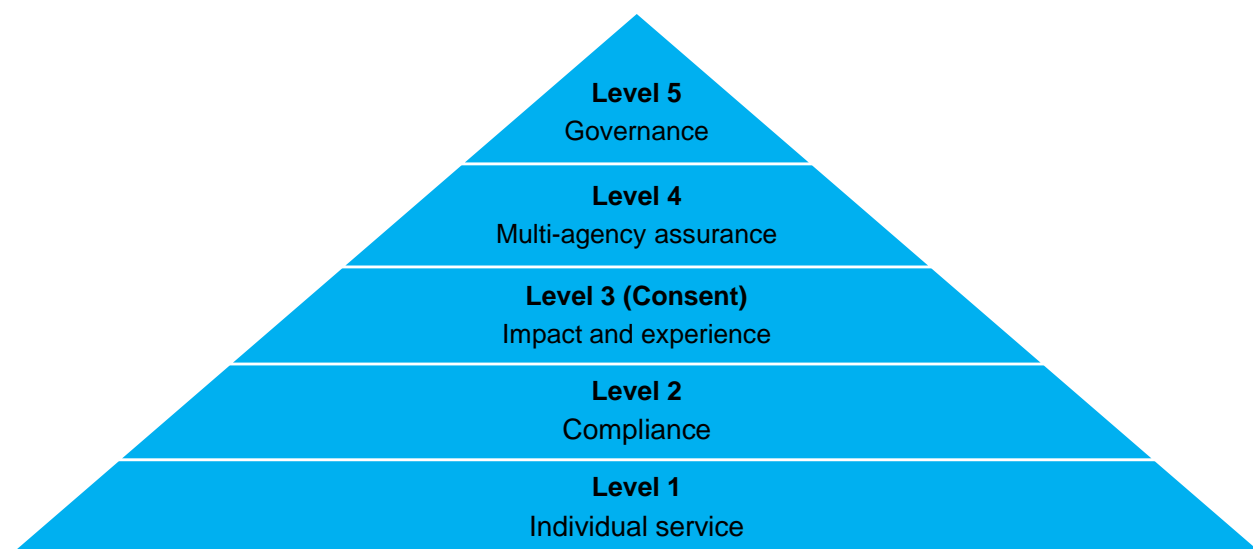 Level 5
Governance
Level 4
Multi-agency assurance
Level 3 (Consent)
Impact and experience
Level 2
Compliance
Level 1
Individual service